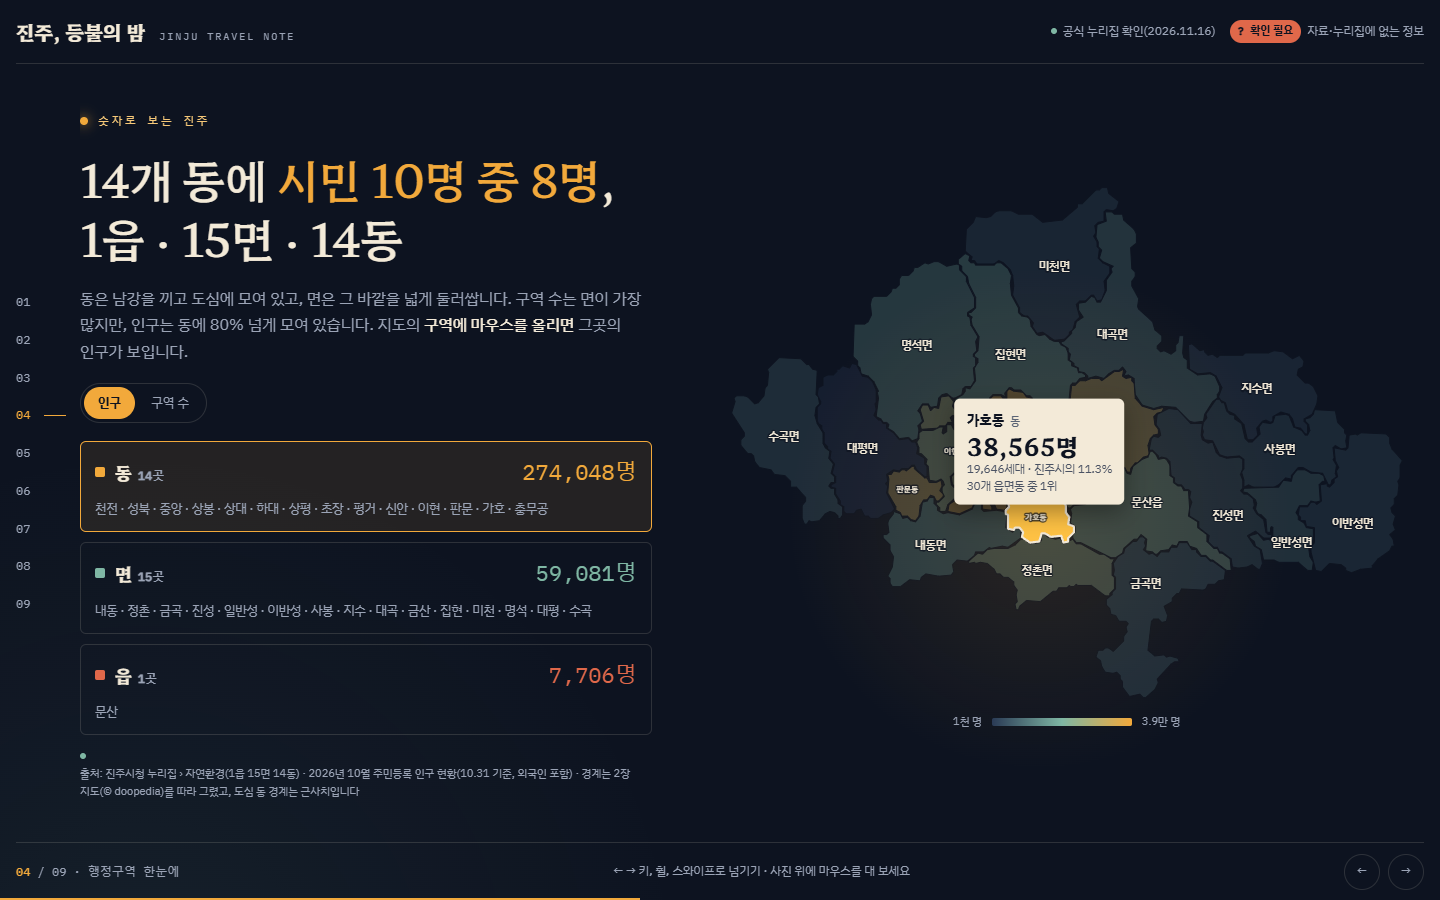 진주, 등불의 밤 JINJU TRAVEL NOTE
공식 누리집 확인(2026.11.16) ? 확인 필요 자료·누리집에 없는 정보
숫자로 보는 진주
14개 동에 시민 10명 중 8명,
1읍 · 15면 · 14동
동은 남강을 끼고 도심에 모여 있고, 면은 그 바깥을 넓게 둘러쌉니다. 구역 수는 면이 가장
많지만, 인구는 동에 80% 넘게 모여 있습니다. 지도의 구역에 마우스를 올리면 그곳의
인구가 보입니다.
01
02
03
04
05
06
07
08
09
인구 구역 수
동 14곳 274,048명
천전 · 성북 · 중앙 · 상봉 · 상대 · 하대 · 상평 · 초장 · 평거 · 신안 · 이현 · 판문 · 가호 · 충무공
면 15곳 59,081명
내동 · 정촌 · 금곡 · 진성 · 일반성 · 이반성 · 사봉 · 지수 · 대곡 · 금산 · 집현 · 미천 · 명석 · 대평 · 수곡
읍 1곳 7,706명
문산
출처: 진주시청 누리집 › 자연환경(1읍 15면 14동) · 2026년 10월 주민등록 인구 현황(10.31 기준, 외국인 포함) · 경계는 2장
지도(© doopedia)를 따라 그렸고, 도심 동 경계는 근사치입니다
미천면
대곡면
명석면
집현면
지수면
수곡면
대평면
사봉면
판문동
가호동 동
38,565명
19,646세대 · 진주시의 11.3%
30개 읍면동 중 1위
문산읍
진성면
이반성면
가호동
내동면
일반성면
정촌면
금곡면
1천 명 3.9만 명
04 / 09 · 행정구역 한눈에
← → 키, 휠, 스와이프로 넘기기 · 사진 위에 마우스를 대 보세요
← →